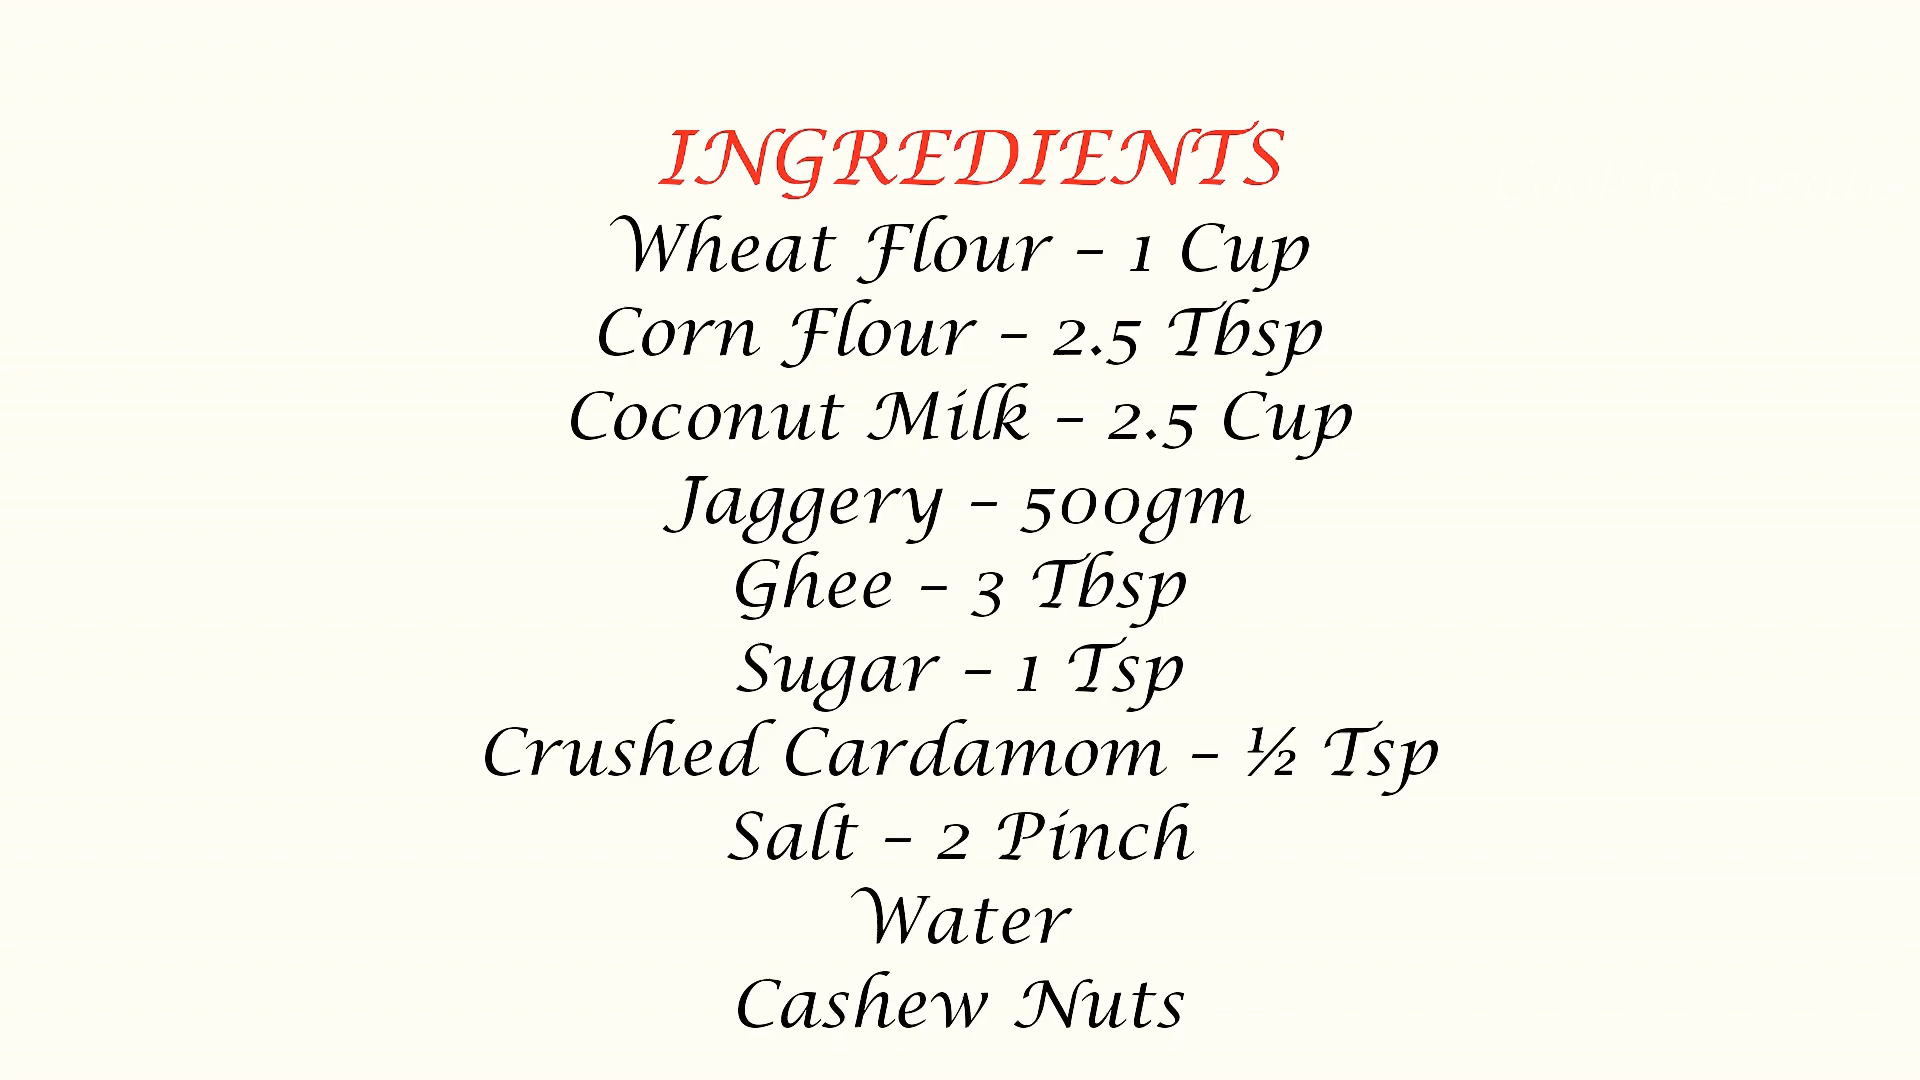 INGREDIENTS
Wheat Flour – 1 Cup
Corn Flour – 2.5 Tbsp
Coconut Milk – 2.5 Cup
Jaggery – 500gm
Ghee – 3 Tbsp
Sugar – 1 Tsp
Crushed Cardamom – ½ Tsp
Salt – 2 Pinch
Water
Cashew Nuts